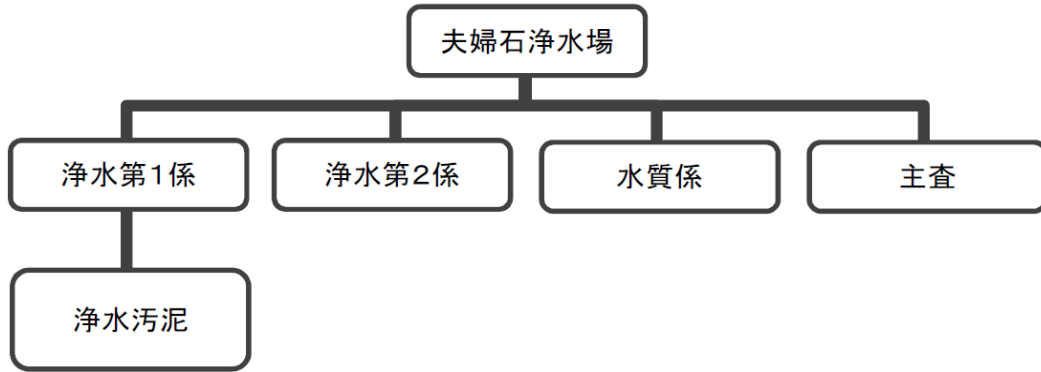 夫婦石浄水場
浄水第1係
浄水第2係
水質係
主査
浄水汚泥